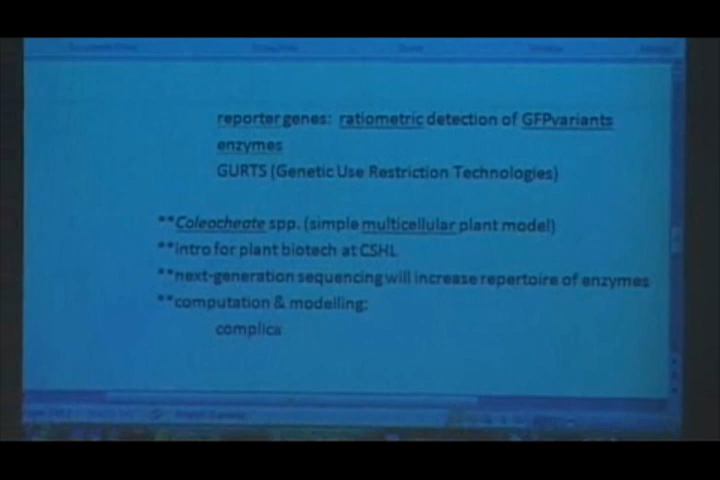 reporter genes: ratiometric detection of GFPvariants
enzymes
GURTS (Genetic Use Restriction Technologies)
**Coleocheate spp. (simple multicellular plant model)
**Intro for plant biotech at CSHL
**next-generation sequencing will increase repertoire of enzymes
**computation & modelling:
complica